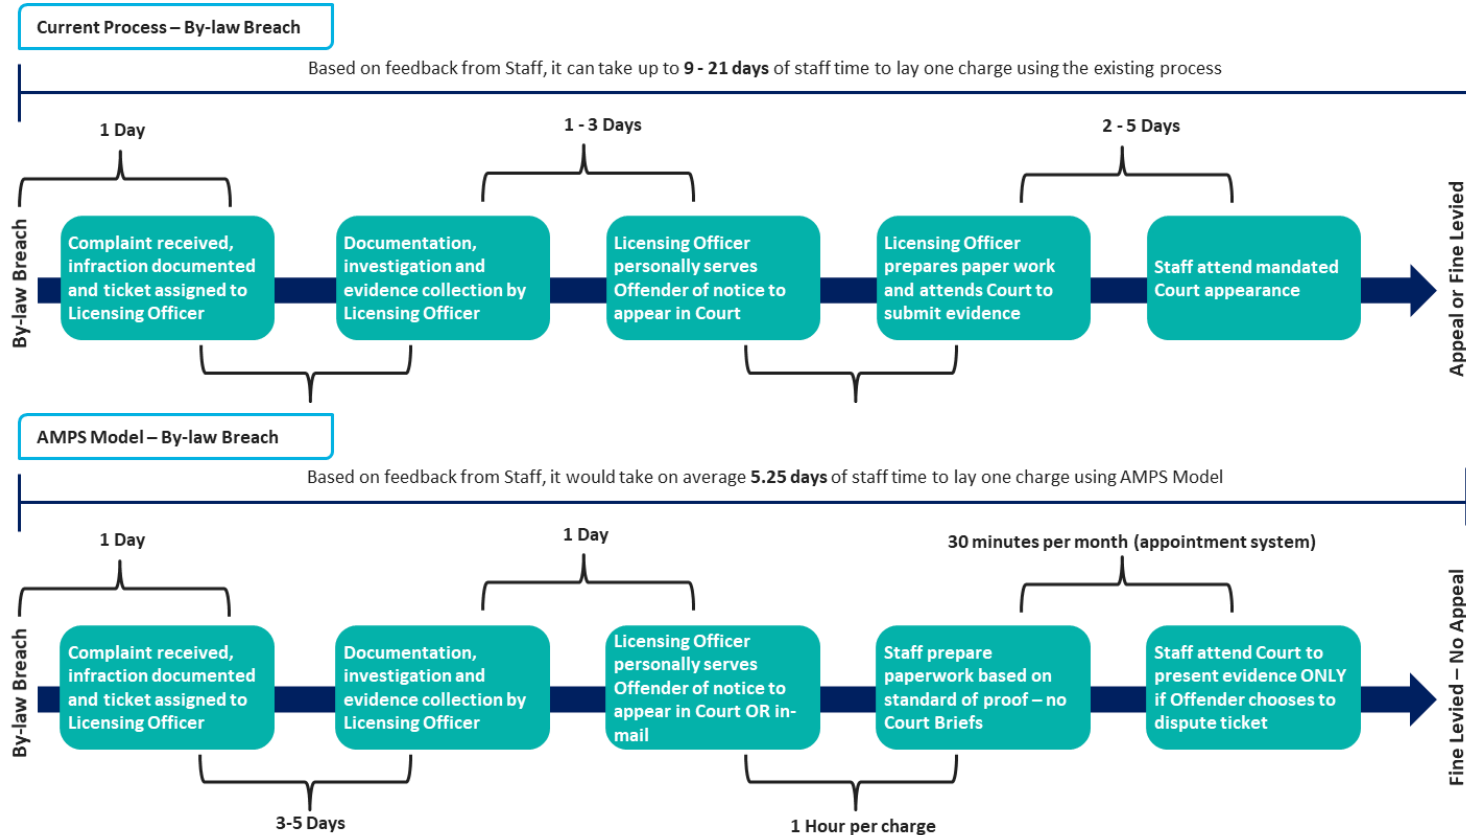 Current Process – By-law Breach
Based on feedback from Staff, it can take up to 9 - 21 days of staff time to lay one charge using the existing process
1 Day
1 - 3 Days
2 - 5 Days
By-law Breach
Complaint received,
infraction documented
and ticket assigned to
Licensing Officer
Documentation,
investigation and
evidence collection by
Licensing Officer
Licensing Officer
personally serves
Offender of notice to
appear in Court
Licensing Officer
prepares paper work
and attends Court to
submit evidence
Staff attend mandated
Court appearance
Appeal or Fine Levied
AMPS Model – By-law Breach
Based on feedback from Staff, it would take on average 5.25 days of staff time to lay one charge using AMPS Model
1 Day
1 Day
30 minutes per month (appointment system)
By-law Breach
Complaint received,
infraction documented
and ticket assigned to
Licensing Officer
Documentation,
investigation and
evidence collection by
Licensing Officer
Licensing Officer
personally serves
Offender of notice to
appear in Court OR in-
mail
Staff prepare
paperwork based on
standard of proof – no
Court Briefs
Staff attend Court to
present evidence ONLY
if Offender chooses to
dispute ticket
Fine Levied – No Appeal
3-5 Days
1 Hour per charge